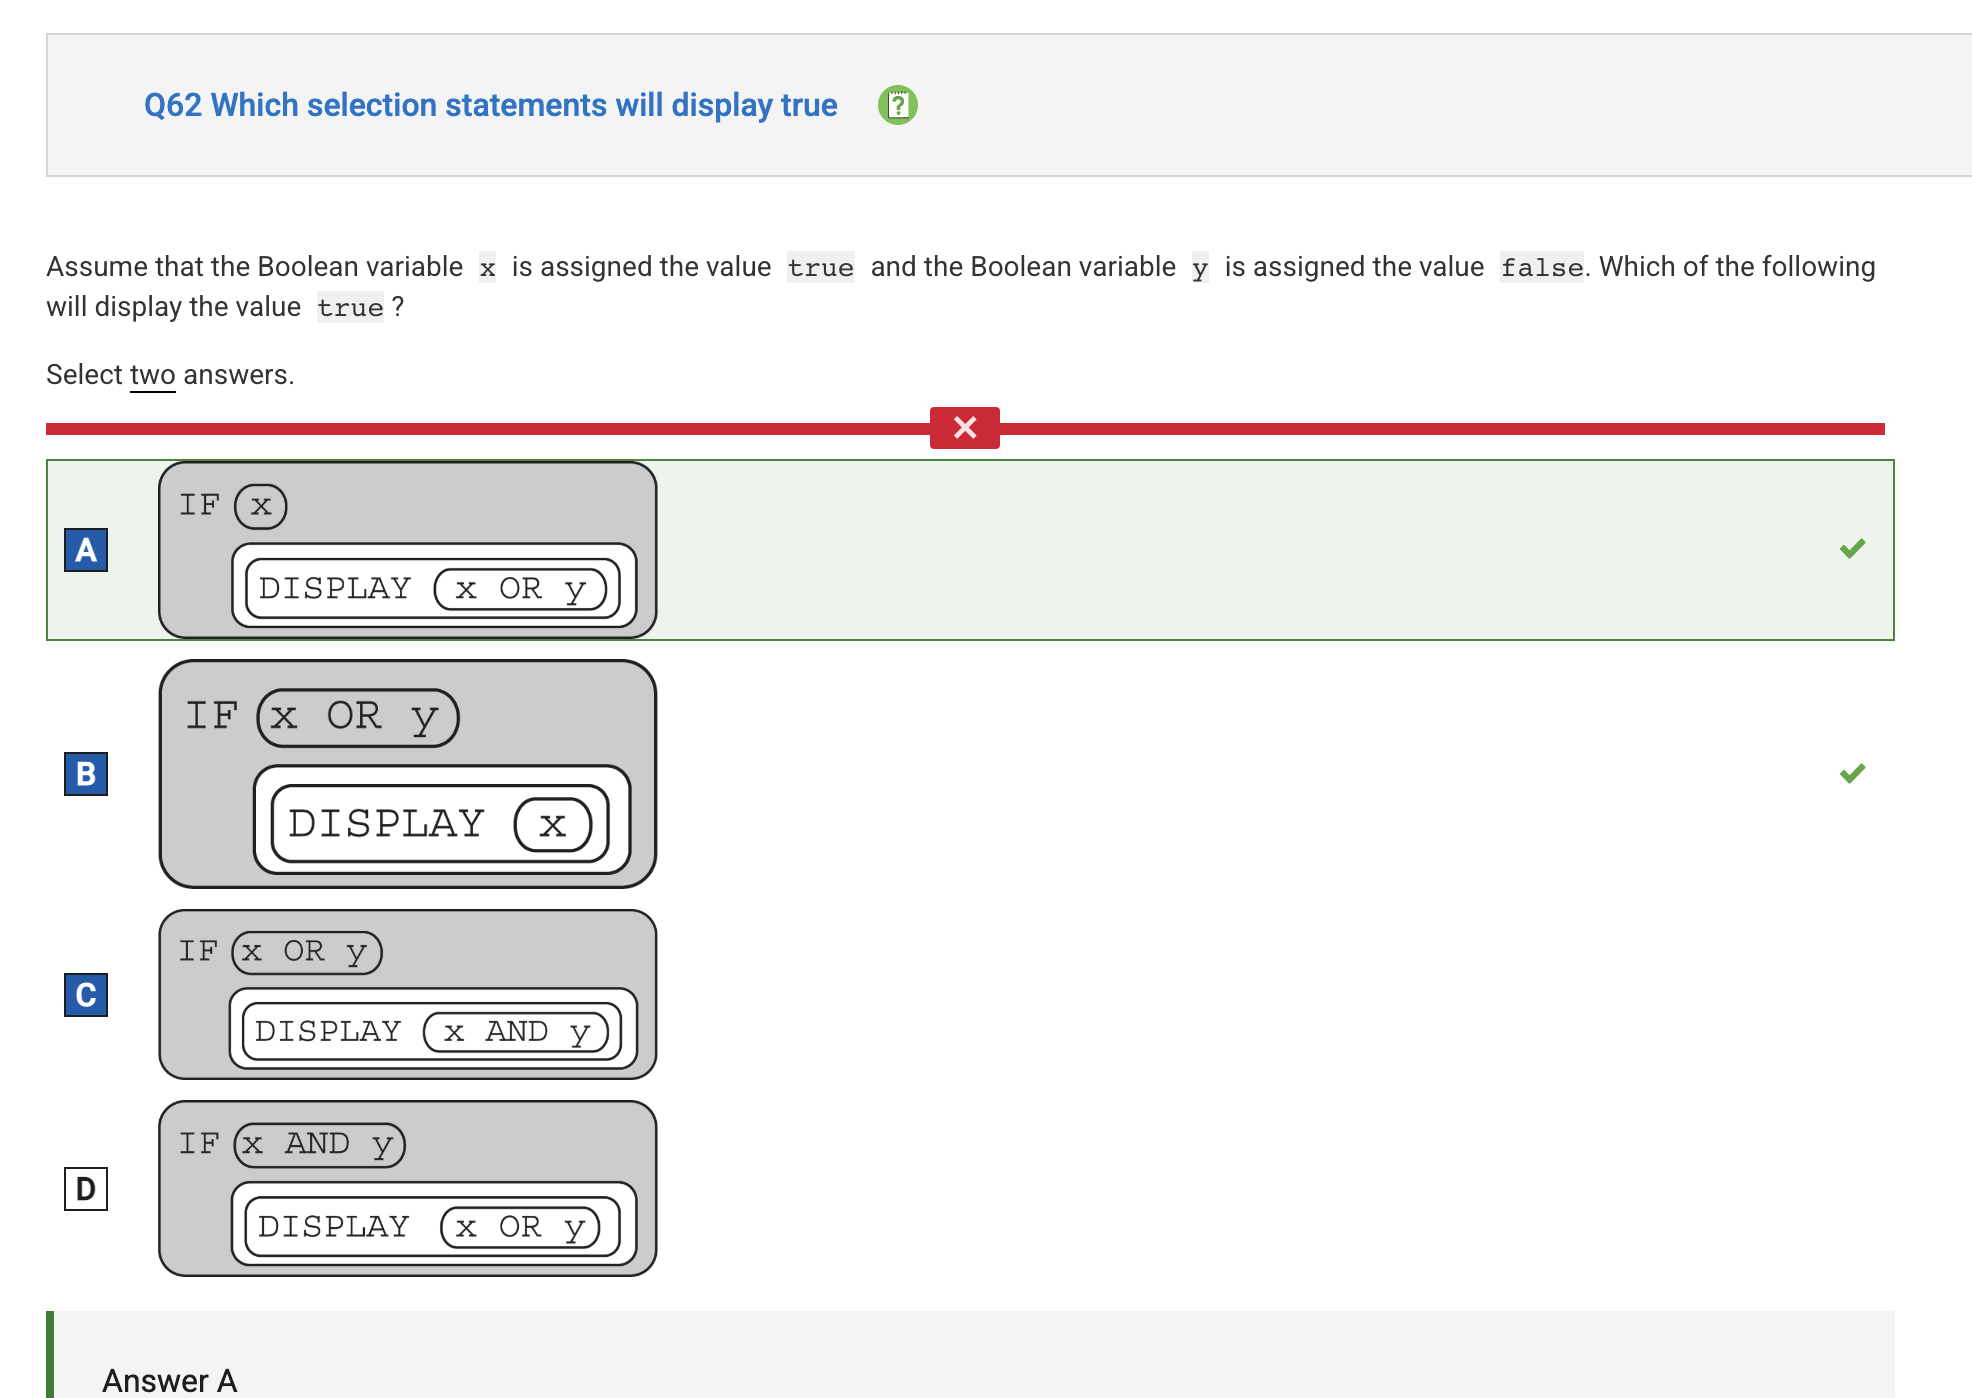 Q62 Which selection statements will display true
Assume that the Boolean variable x is assigned the value true and the Boolean variable y is assigned the value false. Which of the following
will display the value true ?
Select two answers.
A
IF x
DISPLAY x OR y
B
IF x OR y
DISPLAY x
C
IF x OR y
DISPLAY x AND y
D
IF x AND y
DISPLAY x OR y
Answer A